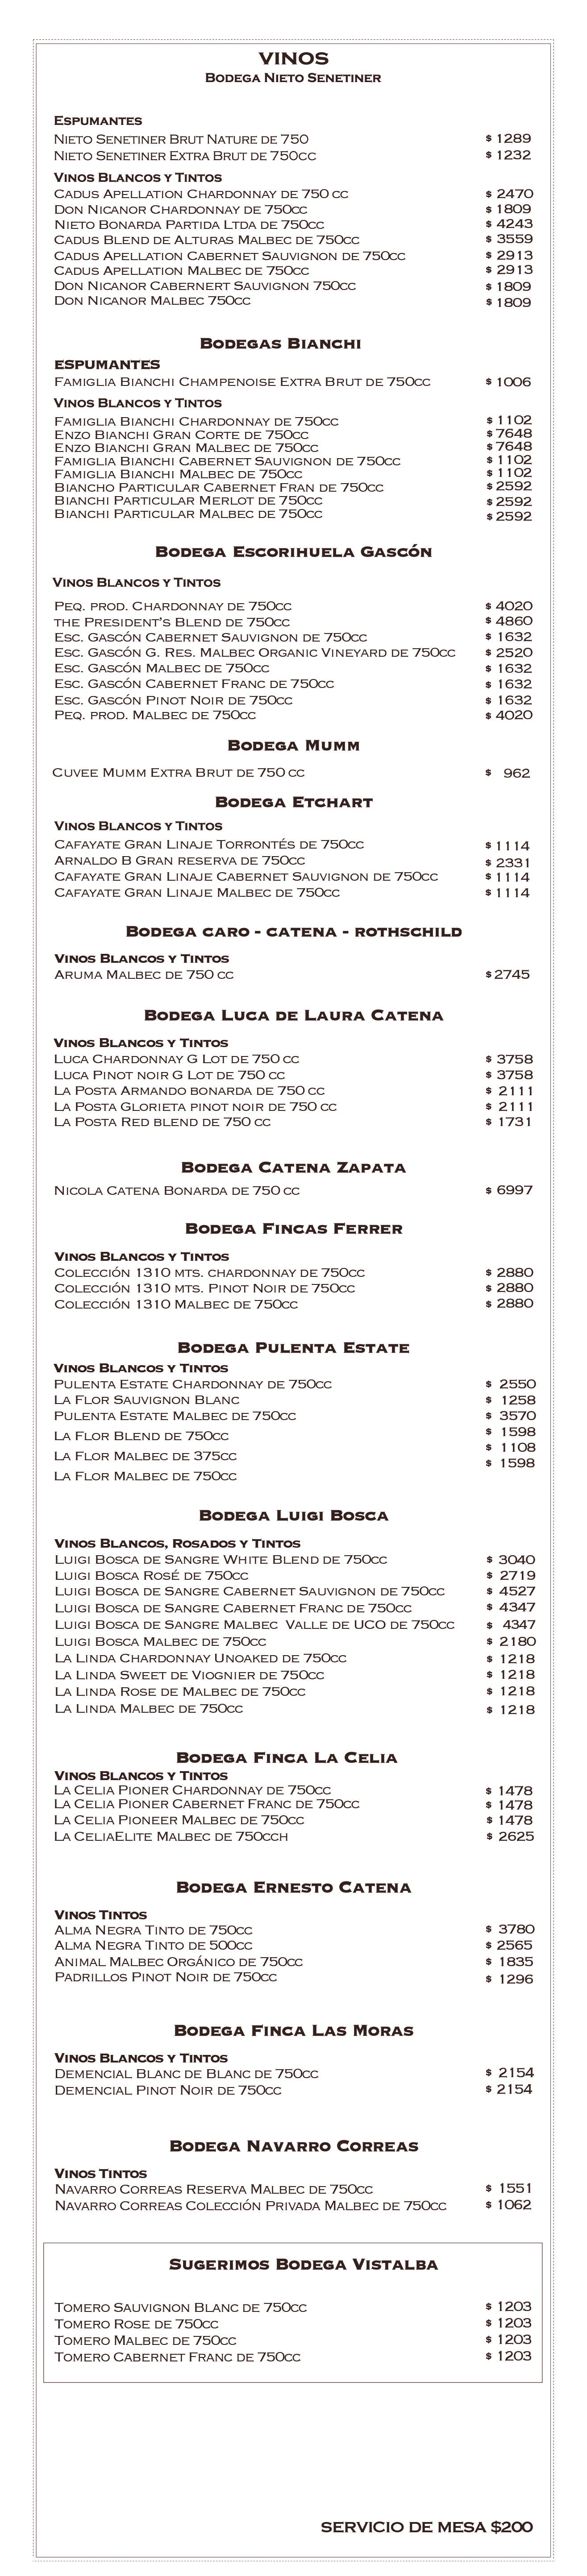 VINOS
Bodega Nieto Senetiner
Espumantes
Nieto Senetiner Brut Nature de 750 $ 1289
Nieto Senetiner Extra Brut de 750cc $ 1232
Vinos Blancos y Tintos
Cadus Apellation Chardonnay de 750 cc $ 2470
Don Nicanor Chardonnay de 750cc $ 1809
Nieto Bonarda Partida Ltda de 750cc $ 4243
Cadus Blend de Alturas Malbec de 750cc $ 3559
Cadus Apellation Cabernet Sauvignon de 750cc $ 2913
Cadus Apellation Malbec de 750cc $ 2913
Don Nicanor Cabernert Sauvignon 750cc $ 1809
Don Nicanor Malbec 750cc $ 1809
Bodegas Bianchi
ESPUMANTES
Famiglia Bianchi Champenoise Extra Brut de 750cc $ 1006
Vinos Blancos y Tintos
Famiglia Bianchi Chardonnay de 750cc $ 1102
Enzo Bianchi Gran Corte de 750cc $ 7648
Enzo Bianchi Gran Malbec de 750cc $ 7648
Famiglia Bianchi Cabernet Sauvignon de 750cc $ 1102
Famiglia Bianchi Malbec de 750cc $ 1102
Biancho Particular Cabernet Fran de 750cc $ 2592
Bianchi Particular Merlot de 750cc $ 2592
Bianchi Particular Malbec de 750cc $ 2592
Bodega Escorihuela Gascón
Vinos Blancos y Tintos
Peq. prod. Chardonnay de 750cc $ 4020
the President's Blend de 750cc $ 4860
Esc. Gascón Cabernet Sauvignon de 750cc $ 1632
Esc. Gascón G. Res. Malbec Organic Vineyard de 750cc $ 2520
Esc. Gascón Malbec de 750cc $ 1632
Esc. Gascón Cabernet Franc de 750cc $ 1632
Esc. Gascón Pinot Noir de 750cc $ 1632
Peq. prod. Malbec de 750cc $ 4020
Bodega Mumm
Cuvee Mumm Extra Brut de 750 cc $ 962
Bodega Etchart
Vinos Blancos y Tintos
Cafayate Gran Linaje Torrontés de 750cc $ 1114
Arnaldo B Gran reserva de 750cc $ 2331
Cafayate Gran Linaje Cabernet Sauvignon de 750cc $ 1114
Cafayate Gran Linaje Malbec de 750cc $ 1114
Bodega caro - catena - rothschild
Vinos Blancos y Tintos
Aruma Malbec de 750 cc $ 2745
Bodega Luca de Laura Catena
Vinos Blancos y Tintos
Luca Chardonnay G Lot de 750 cc $ 3758
Luca Pinot noir G Lot de 750 cc $ 3758
La Posta Armando bonarda de 750 cc $ 2111
La Posta Glorieta pinot noir de 750 cc $ 2111
La Posta Red blend de 750 cc $ 1731
Bodega Catena Zapata
Nicola Catena Bonarda de 750 cc $ 6997
Bodega Fincas Ferrer
Vinos Blancos y Tintos
Colección 1310 mts. chardonnay de 750cc $ 2880
Colección 1310 mts. Pinot Noir de 750cc $ 2880
Colección 1310 Malbec de 750cc $ 2880
Bodega Pulenta Estate
Vinos Blancos y Tintos
Pulenta Estate Chardonnay de 750cc $ 2550
La Flor Sauvignon Blanc $ 1258
Pulenta Estate Malbec de 750cc $ 3570
La Flor Blend de 750cc $ 1598
La Flor Malbec de 375cc $ 1108
La Flor Malbec de 750cc $ 1598
Bodega Luigi Bosca
Vinos Blancos, Rosados y Tintos
Luigi Bosca de Sangre White Blend de 750cc $ 3040
Luigi Bosca Rosé de 750cc $ 2719
Luigi Bosca de Sangre Cabernet Sauvignon de 750cc $ 4527
Luigi Bosca de Sangre Cabernet Franc de 750cc $ 4347
Luigi Bosca de Sangre Malbec Valle de UCO de 750cc $ 4347
Luigi Bosca Malbec de 750cc $ 2180
La Linda Chardonnay Unoaked de 750cc $ 1218
La Linda Sweet de Viognier de 750cc $ 1218
La Linda Rose de Malbec de 750cc $ 1218
La Linda Malbec de 750cc $ 1218
Bodega Finca La Celia
Vinos Blancos y Tintos
La Celia Pioner Chardonnay de 750cc $ 1478
La Celia Pioner Cabernet Franc de 750cc $ 1478
La Celia Pioneer Malbec de 750cc $ 1478
La CeliaElite Malbec de 750ccH $ 2625
Bodega Ernesto Catena
Vinos Tintos
Alma Negra Tinto de 750cc $ 3780
Alma Negra Tinto de 500cc $ 2565
Animal Malbec Orgánico de 750cc $ 1835
Padrillos Pinot Noir de 750cc $ 1296
Bodega Finca Las Moras
Vinos Blancos y Tintos
Demencial Blanc de Blanc de 750cc $ 2154
Demencial Pinot Noir de 750cc $ 2154
Bodega Navarro Correas
Vinos Tintos
Navarro Correas Reserva Malbec de 750cc $ 1551
Navarro Correas Colección Privada Malbec de 750cc $ 1062
Sugerimos Bodega Vistalba
Tomero Sauvignon Blanc de 750cc $ 1203
Tomero Rose de 750cc $ 1203
Tomero Malbec de 750cc $ 1203
Tomero Cabernet Franc de 750cc $ 1203
SERVICIO DE MESA $200